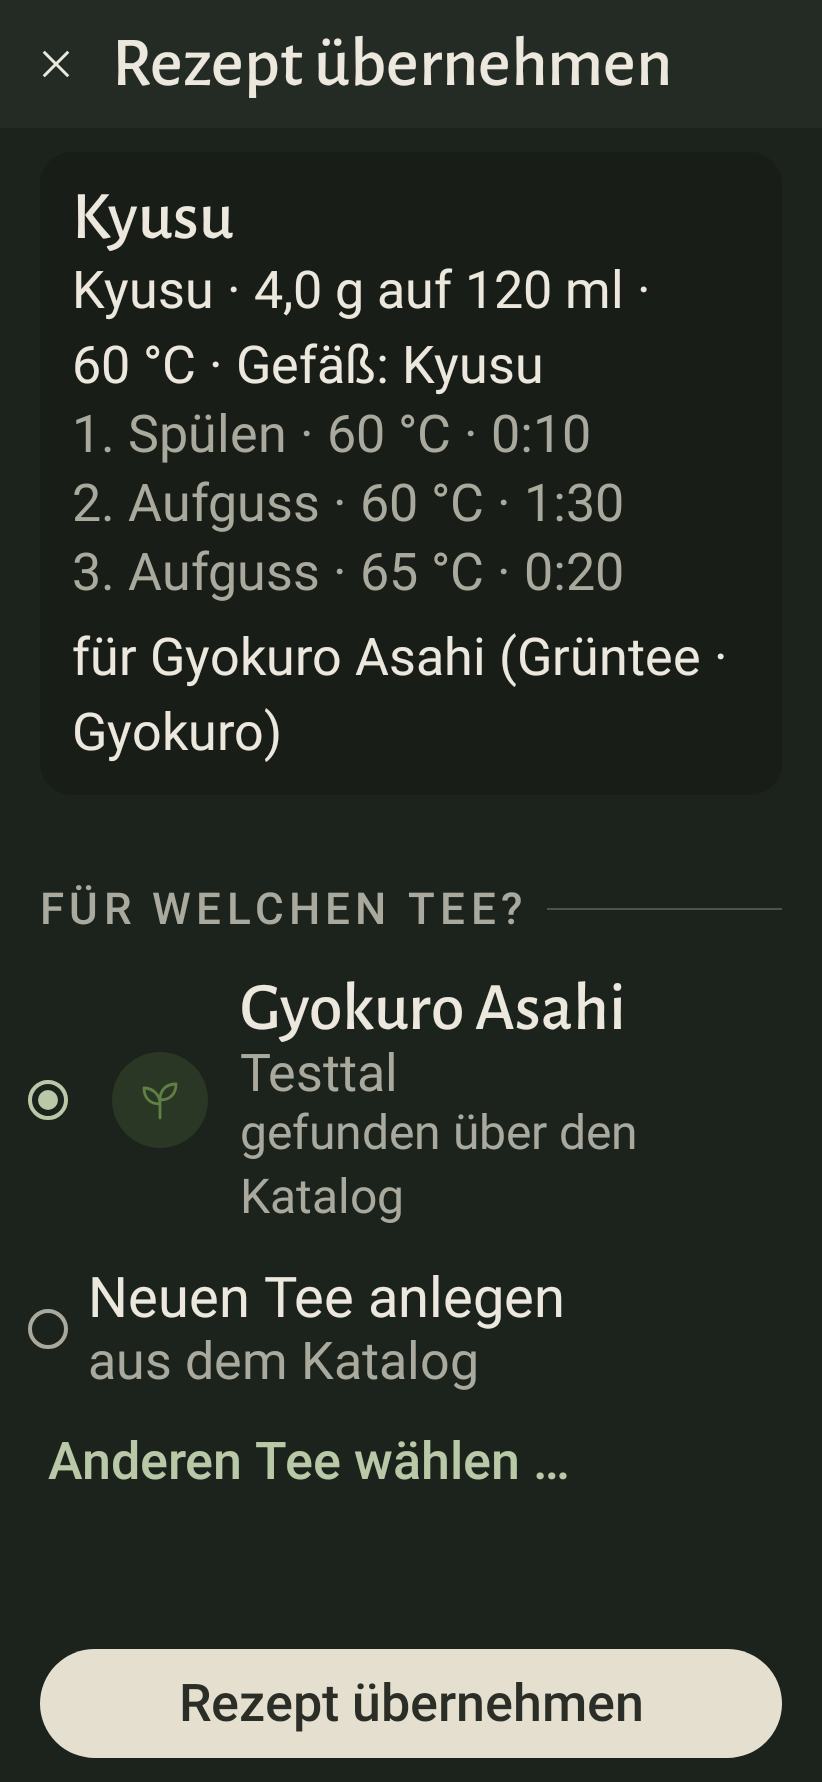 Rezept übernehmen
Kyusu
Kyusu · 4,0 g auf 120 ml ·
60 °C · Gefäß: Kyusu
1. Spülen · 60 °C · 0:10
2. Aufguss · 60 °C · 1:30
3. Aufguss · 65 °C · 0:20
für Gyokuro Asahi (Grüntee ·
Gyokuro)
FÜR WELCHEN TEE?
Gyokuro Asahi
Testtal
gefunden über den
Katalog
Neuen Tee anlegen
aus dem Katalog
Anderen Tee wählen …
Rezept übernehmen